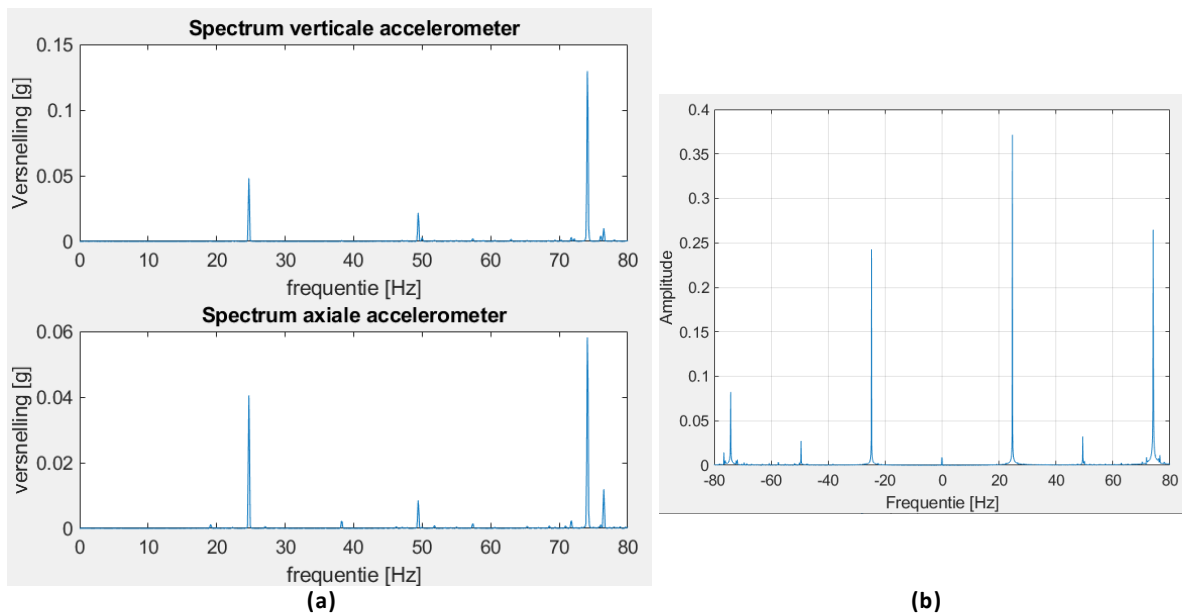 Spectrum verticale accelerometer
Versnelling [g]
0.15
0.1
0.05
0
0 10 20 30 40 50 60 70 80
frequentie [Hz]
Spectrum axiale accelerometer
versnelling [g]
0.06
0.04
0.02
0
0 10 20 30 40 50 60 70 80
frequentie [Hz]
(a)
Amplitude
0.4
0.35
0.3
0.25
0.2
0.15
0.1
0.05
0
-80 -60 -40 -20 0 20 40 60 80
Frequentie [Hz]
(b)